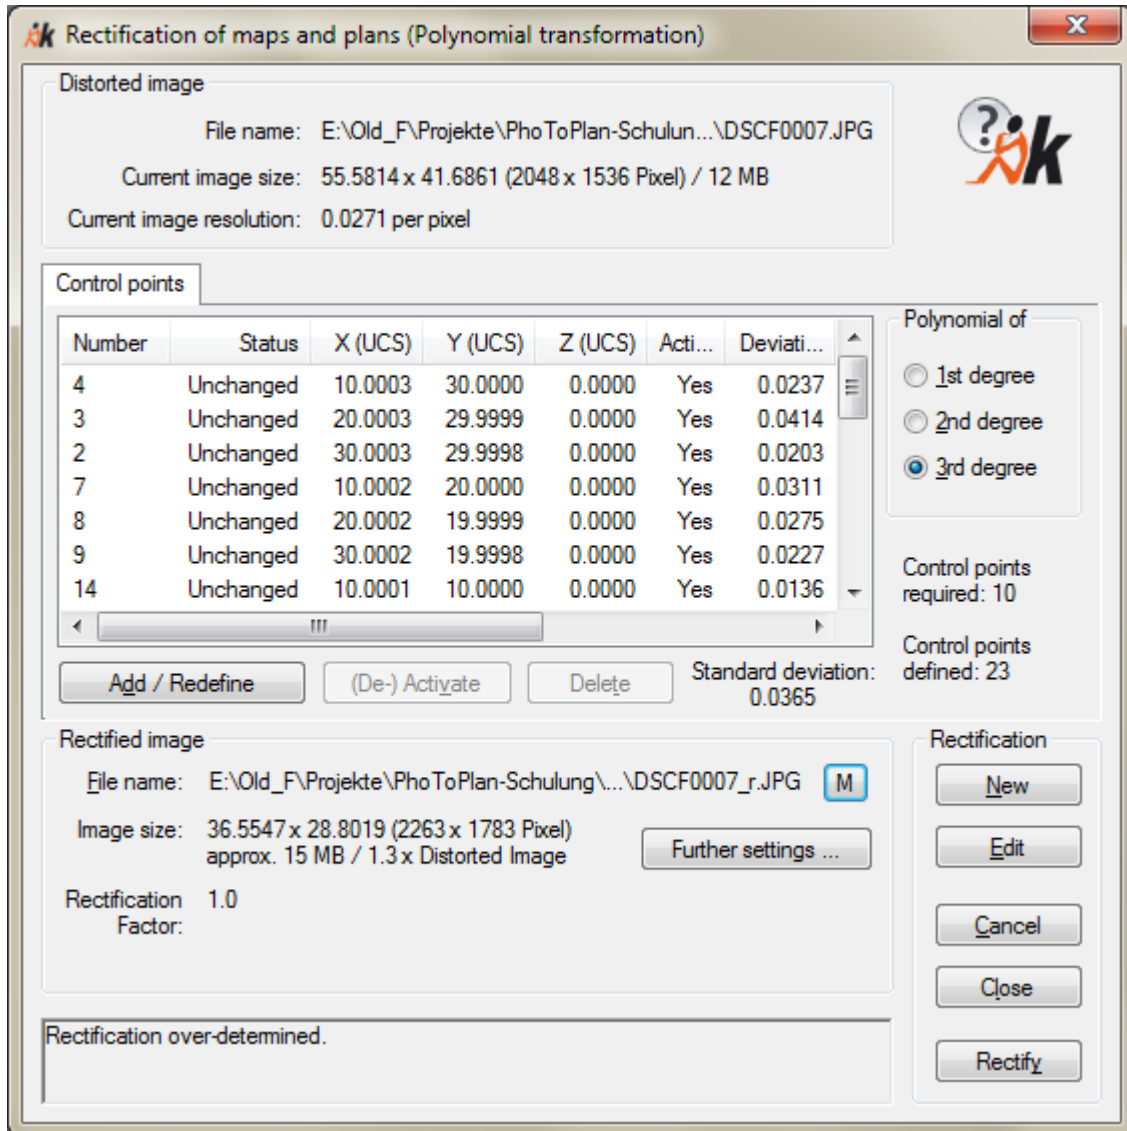 Rectification of maps and plans (Polynomial transformation)
Distorted image
File name: E:\Old_F\Projekte\PhoToPlan-Schulun...\DSCF0007.JPG
Current image size: 55.5814 x 41.6861 (2048 x 1536 Pixel) / 12 MB
Current image resolution: 0.0271 per pixel
?
k
Control points
Number Status X (UCS) Y (UCS) Z (UCS) Acti... Deviati...
4 Unchanged 10.0003 30.0000 0.0000 Yes 0.0237
3 Unchanged 20.0003 29.9999 0.0000 Yes 0.0414
2 Unchanged 30.0003 29.9998 0.0000 Yes 0.0203
7 Unchanged 10.0002 20.0000 0.0000 Yes 0.0311
8 Unchanged 20.0002 19.9999 0.0000 Yes 0.0275
9 Unchanged 30.0002 19.9998 0.0000 Yes 0.0227
14 Unchanged 10.0001 10.0000 0.0000 Yes 0.0136
Polynomial of
1st degree
2nd degree
3rd degree
Control points
required: 10
Control points
defined: 23
Add / Redefine
(De-) Activate
Delete
Standard deviation:
0.0365
Rectified image
File name: E:\Old_F\Projekte\PhoToPlan-Schulung\...\DSCF0007_r.JPG
M
Image size: 36.5547 x 28.8019 (2263 x 1783 Pixel)
approx. 15 MB / 1.3 x Distorted Image
Further settings ...
Rectification 1.0
Factor:
Rectification
New
Edit
Cancel
Close
Rectify
Rectification over-determined.